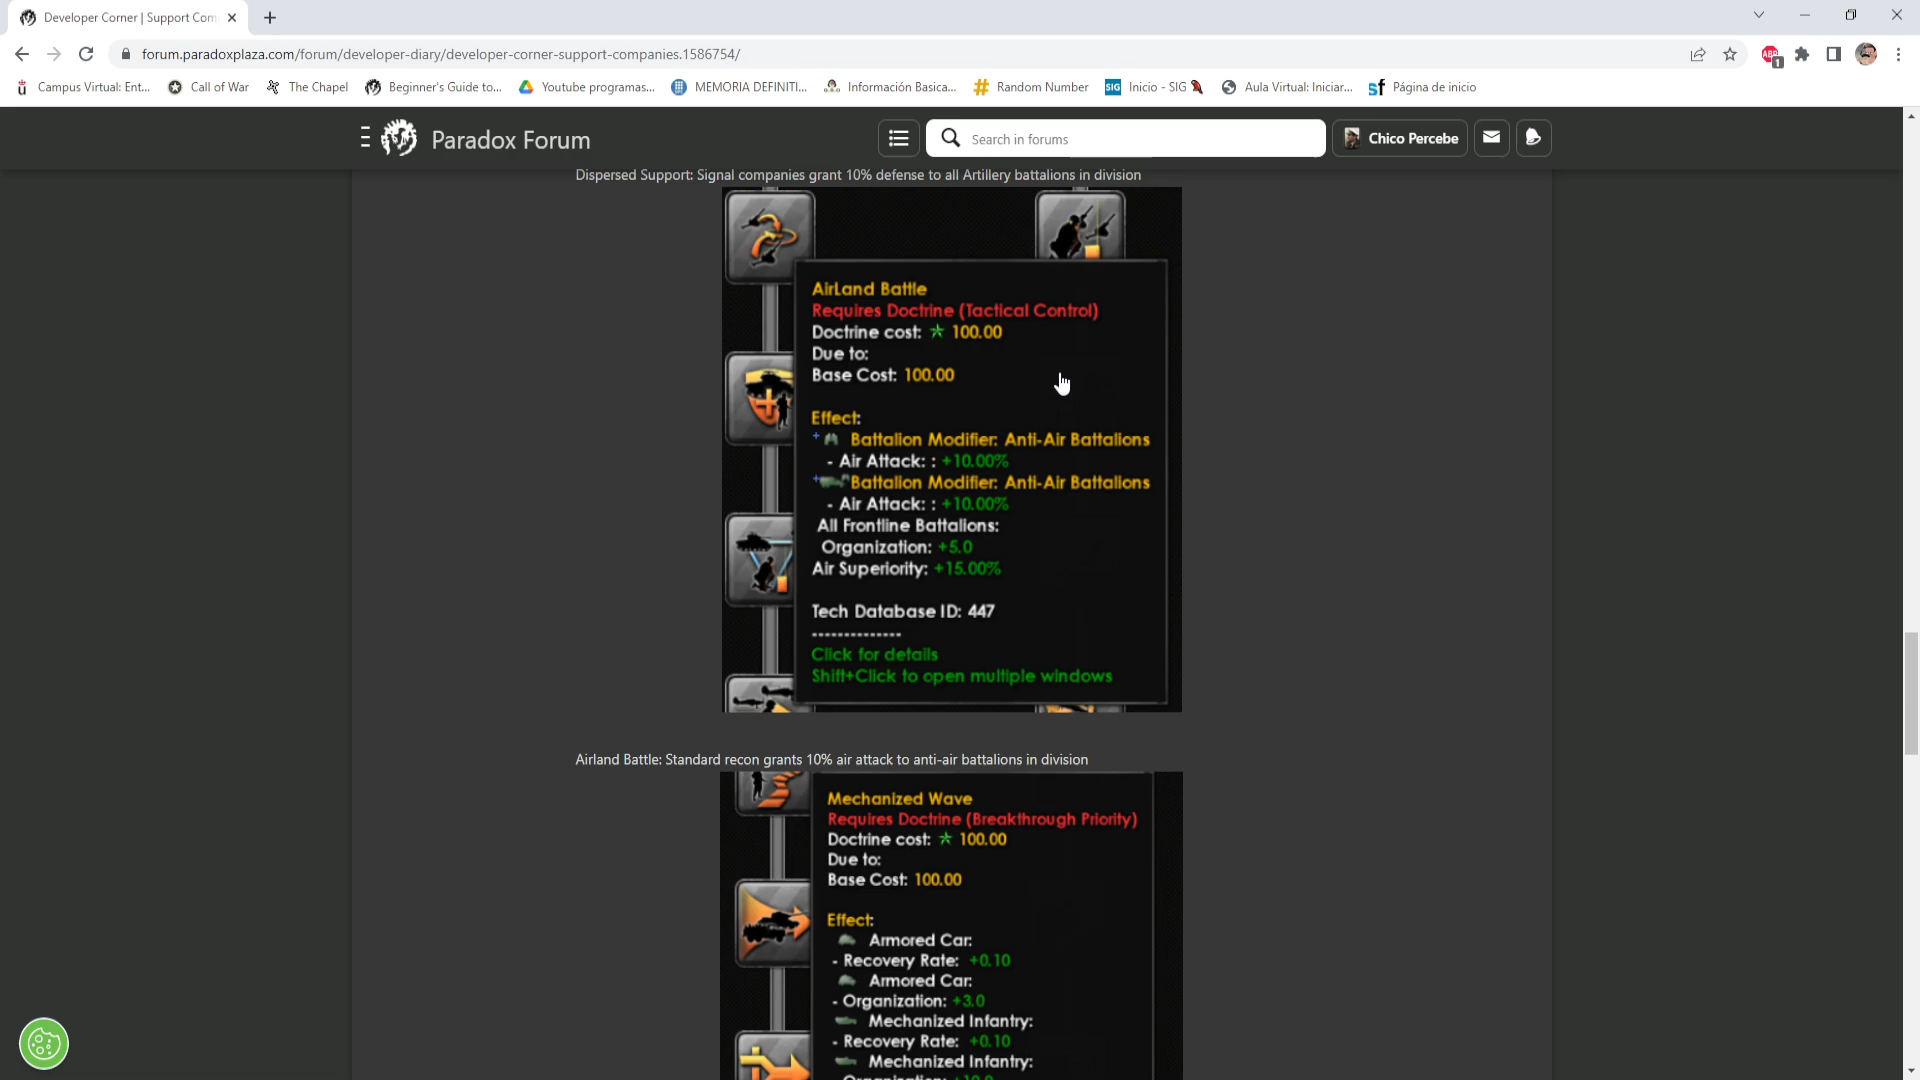 Developer Corner | Support Com
forum.paradoxplaza.com/forum/developer-diary/developer-corner-support-companies.1586754/
ABP
1
Campus Virtual: Ent...
Call of War
The Chapel
Beginner's Guide to...
Youtube programas...
MEMORIA DEFINITI...
Información Basica...
Random Number
SIG
Inicio - SIG
Aula Virtual: Iniciar...
sf
Página de inicio
Paradox Forum
Search in forums
Chico Percebe
Dispersed Support: Signal companies grant 10% defense to all Artillery battalions in division
AirLand Battle
Requires Doctrine (Tactical Control)
Doctrine cost: 100.00
Due to:
Base Cost: 100.00
Effect:
+ Battalion Modifier: Anti-Air Battalions
- Air Attack: : +10.00%
+ Battalion Modifier: Anti-Air Battalions
- Air Attack: : +10.00%
All Frontline Battalions:
Organization: +5.0
Air Superiority: +15.00%
Tech Database ID: 447
--------------
Click for details
Shift+Click to open multiple windows
Airland Battle: Standard recon grants 10% air attack to anti-air battalions in division
Mechanized Wave
Requires Doctrine (Breakthrough Priority)
Doctrine cost: 100.00
Due to:
Base Cost: 100.00
Effect:
Armored Car:
- Recovery Rate: +0.10
Armored Car:
- Organization: +3.0
Mechanized Infantry:
- Recovery Rate: +0.10
Mechanized Infantry: